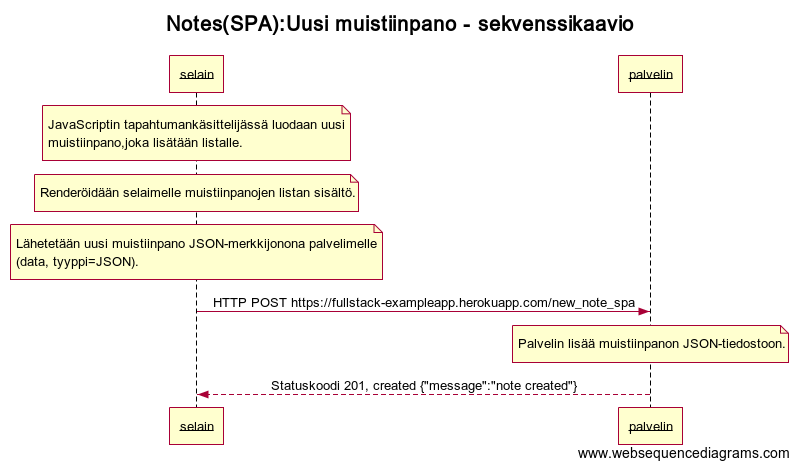 Notes(SPA):Uusi muistiinpano - sekvenssikaavio
selain
palvelin
JavaScriptin tapahtumankäsittelijässä luodaan uusi
muistiinpano,joka lisätään listalle.
Renderöidään selaimelle muistiinpanojen listan sisältö.
Lähetetään uusi muistiinpano JSON-merkkijonona palvelimelle
(data, tyyppi=JSON).
HTTP POST https://fullstack-exampleapp.herokuapp.com/new_note_spa
Palvelin lisää muistiinpanon JSON-tiedostoon.
Statuskoodi 201, created {"message":"note created"}
selain
palvelin
www.websequencediagrams.com